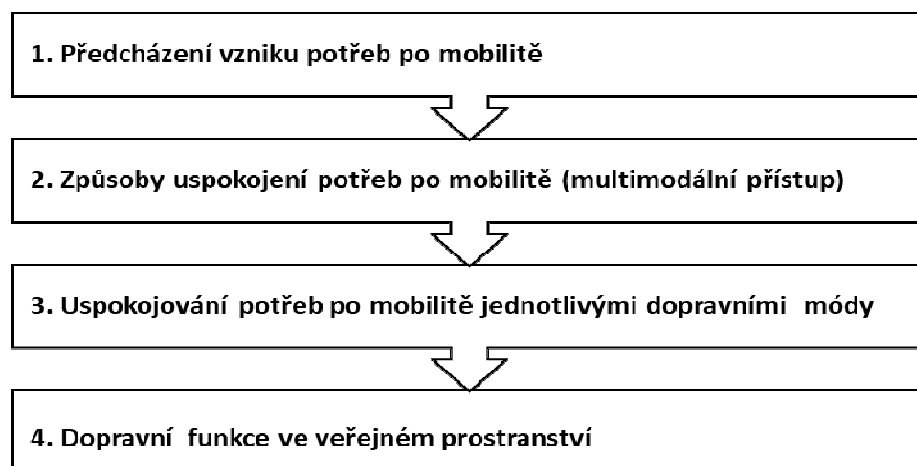 1. Předcházení vzniku potřeb po mobilitě
2. Způsoby uspokojení potřeb po mobilitě (multimodální přístup)
3. Uspokojování potřeb po mobilitě jednotlivými dopravními módy
4. Dopravní funkce ve veřejném prostranství